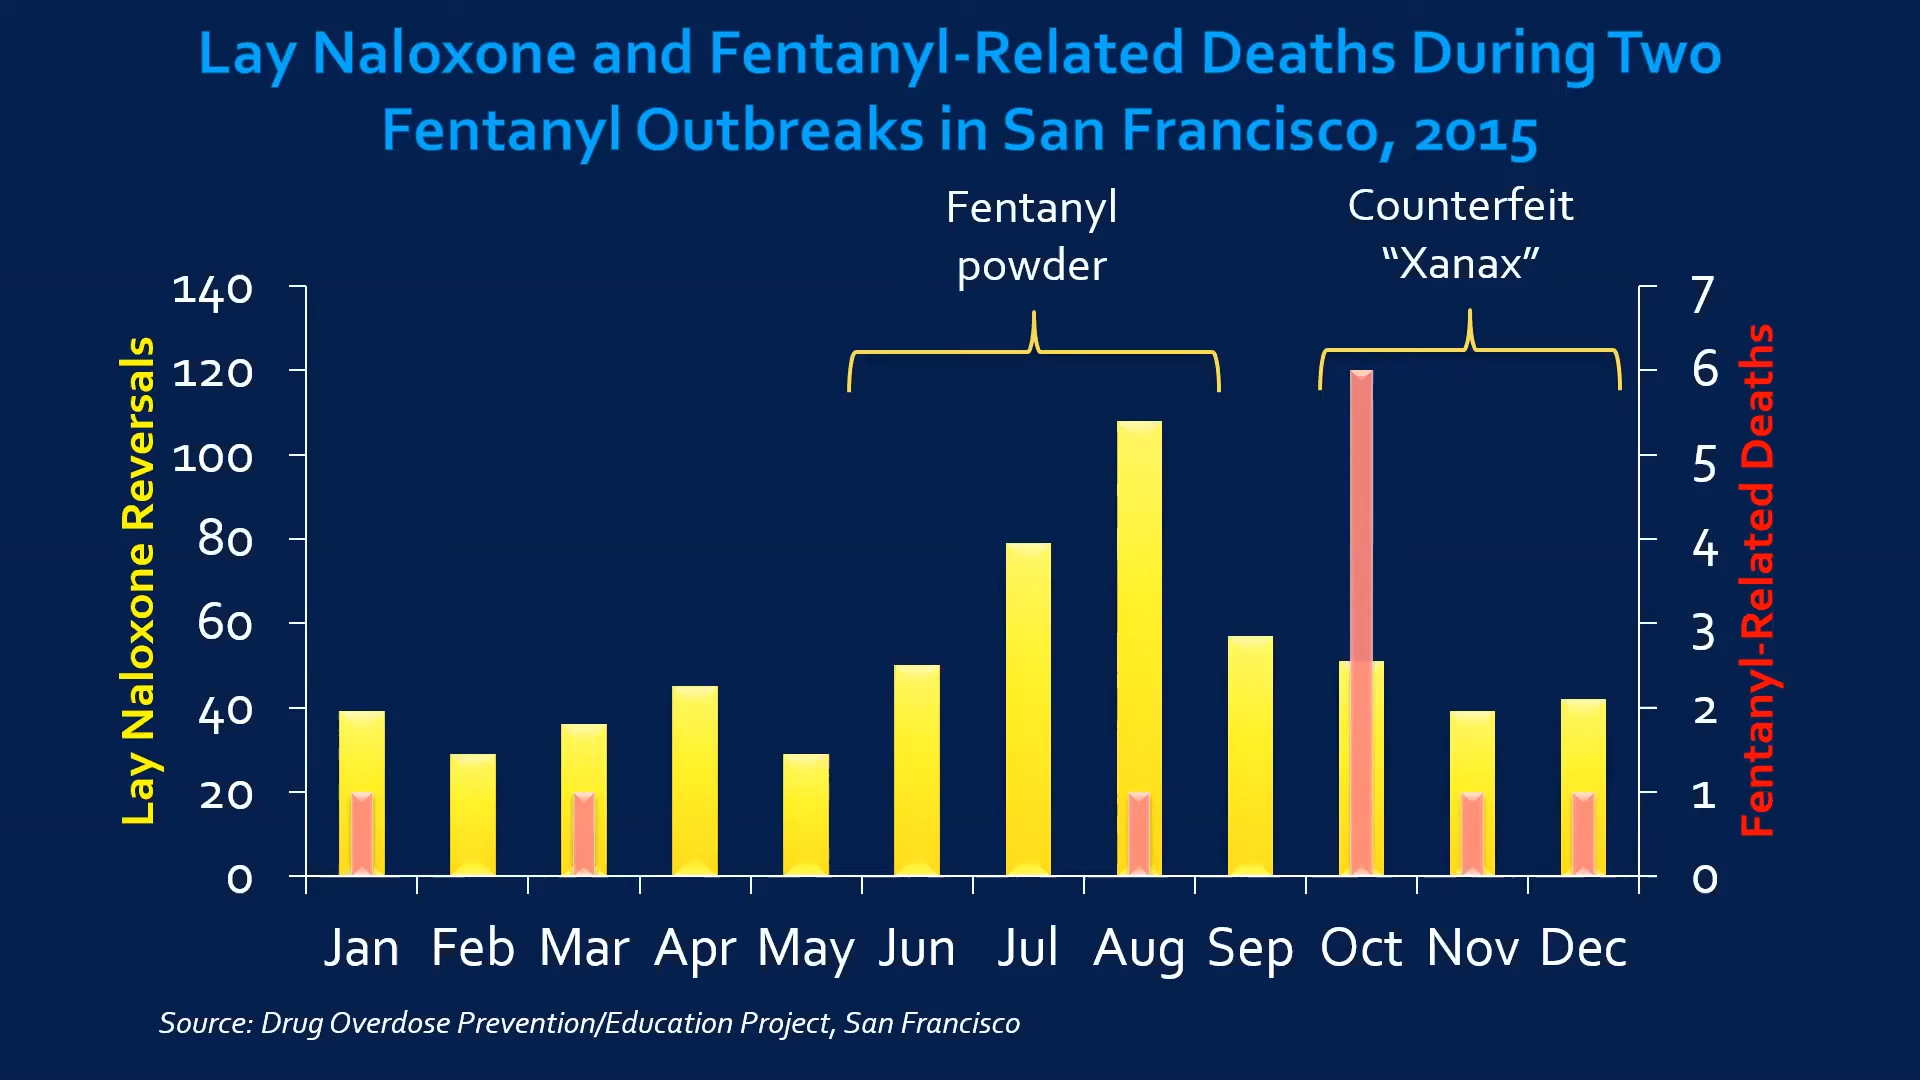 Lay Naloxone and Fentanyl-Related Deaths During Two
Fentanyl Outbreaks in San Francisco, 2015
Fentanyl
powder
Counterfeit
“Xanax”
Lay Naloxone Reversals
140
120
100
80
60
40
20
0
7
6
5
4
3
2
1
0
Fentanyl-Related Deaths
Jan Feb Mar Apr May Jun Jul Aug Sep Oct Nov Dec
Source: Drug Overdose Prevention/Education Project, San Francisco